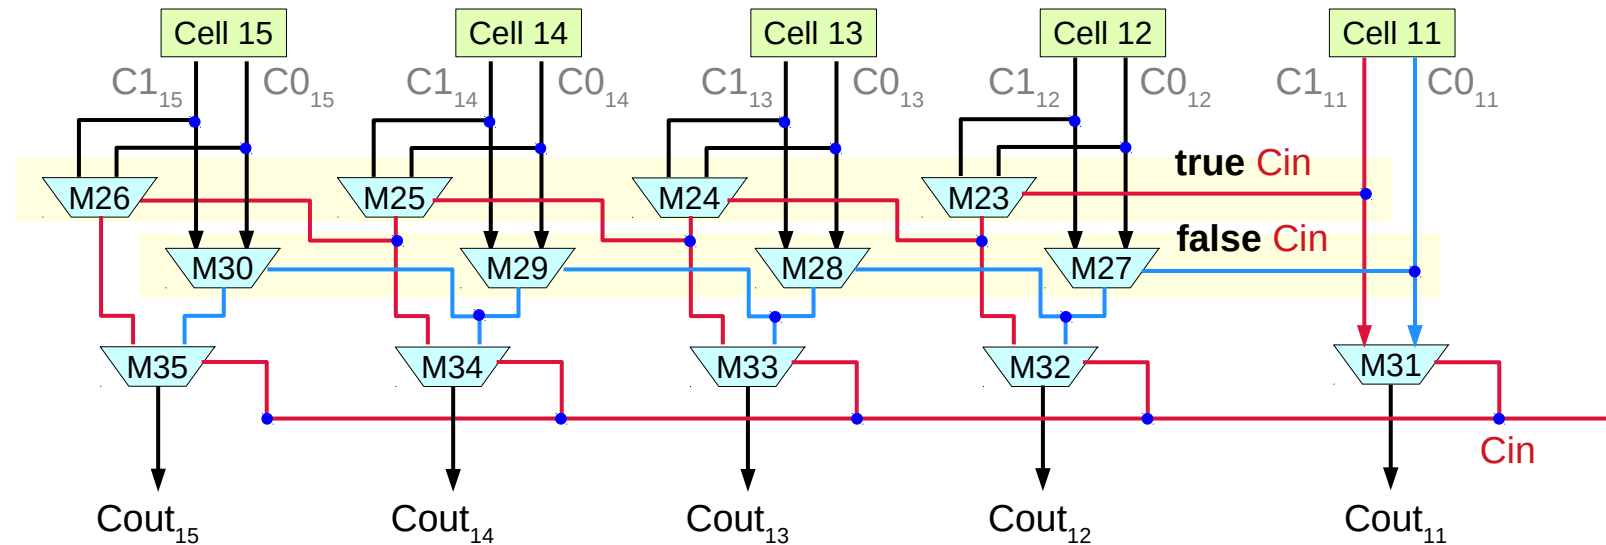 Cell 15 Cell 14 Cell 13 Cell 12 Cell 11
C1₁₅ C0₁₅ C1₁₄ C0₁₄ C1₁₃ C0₁₃ C1₁₂ C0₁₂ C1₁₁ C0₁₁
true Cin
M26 M25 M24 M23
false Cin
M30 M29 M28 M27
M35 M34 M33 M32 M31
Cin
Cout₁₅ Cout₁₄ Cout₁₃ Cout₁₂ Cout₁₁